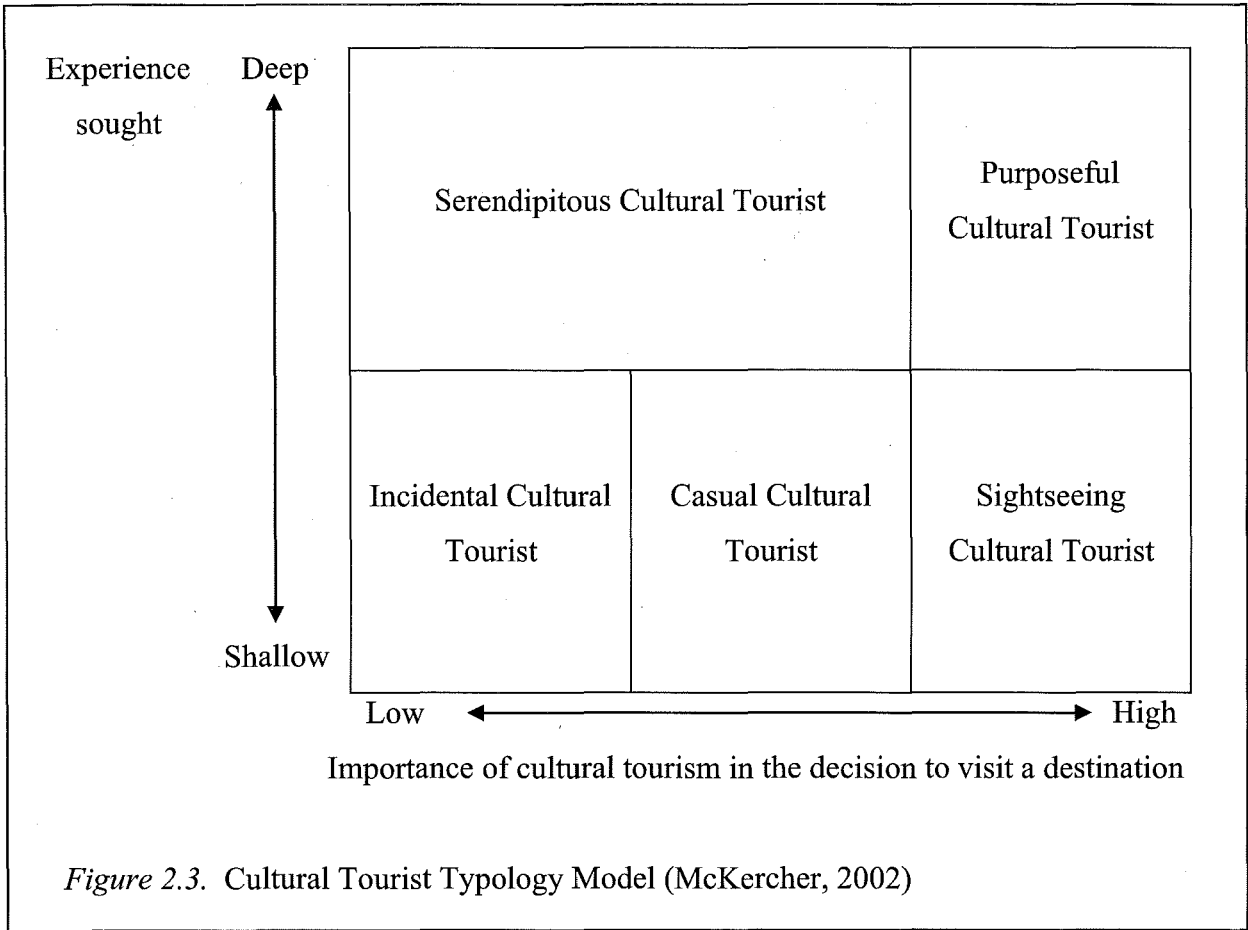 Experience
sought
Deep
Serendipitous Cultural Tourist
Purposeful
Cultural Tourist
Incidental Cultural
Tourist
Casual Cultural
Tourist
Sightseeing
Cultural Tourist
Shallow
Low
High
Importance of cultural tourism in the decision to visit a destination
Figure 2.3. Cultural Tourist Typology Model (McKercher, 2002)